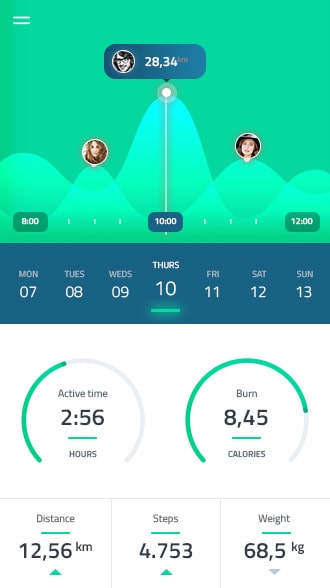 28,34 km
8:00 10:00 12:00
MON TUES WEDS THURS FRI SAT SUN
07 08 09 10 11 12 13
Active time
2:56
HOURS
Burn
8,45
CALORIES
Distance
12,56 km
Steps
4.753
Weight
68,5 kg